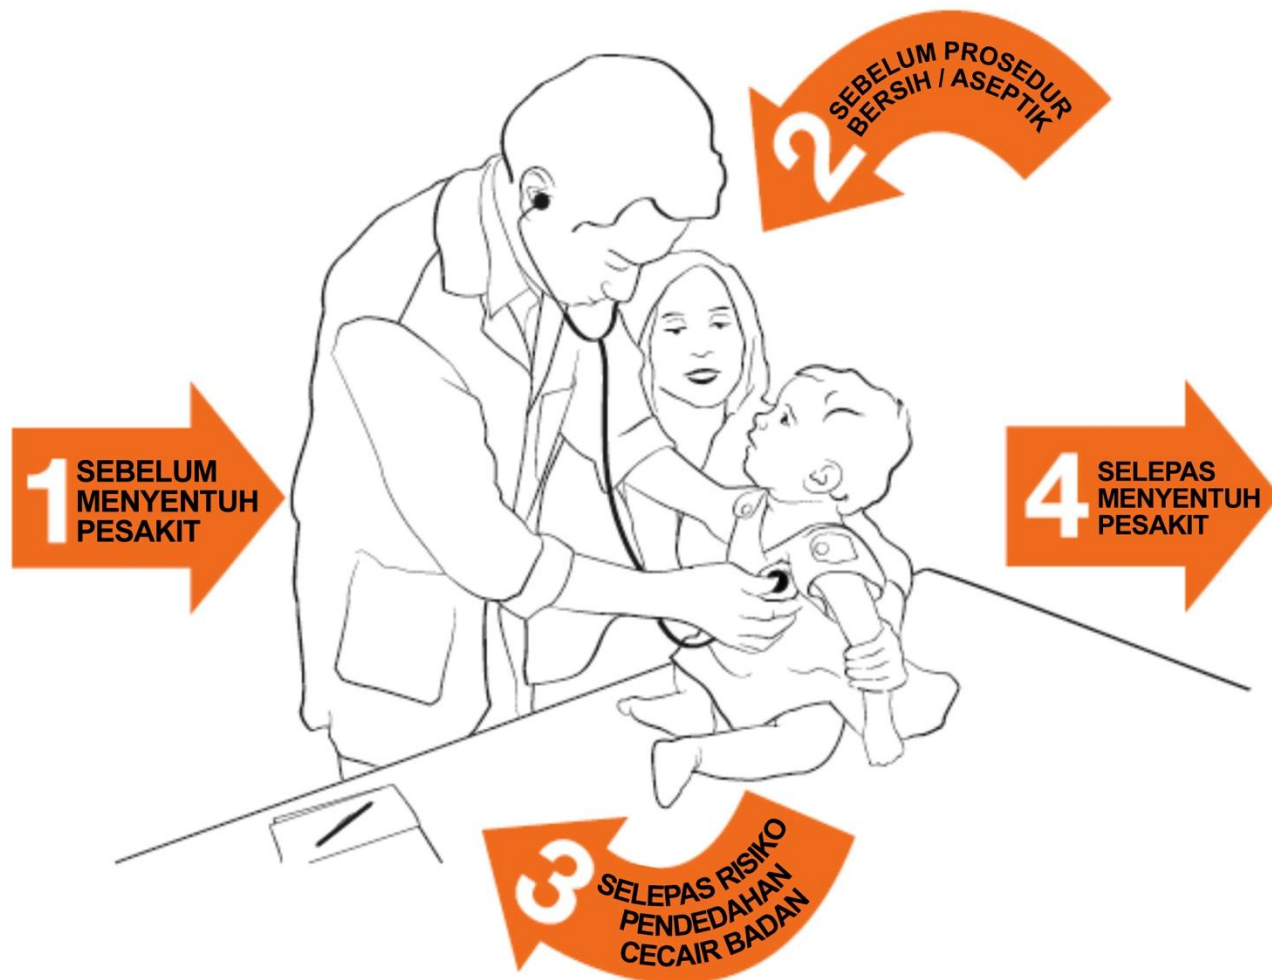 1
SEBELUM
MENYENTUH
PESAKIT
2
SEBELUM PROSEDUR
BERSIH / ASEPTIK
3
SELEPAS RISIKO
PENDEDAHAN
CECAIR BADAN
4
SELEPAS
MENYENTUH
PESAKIT